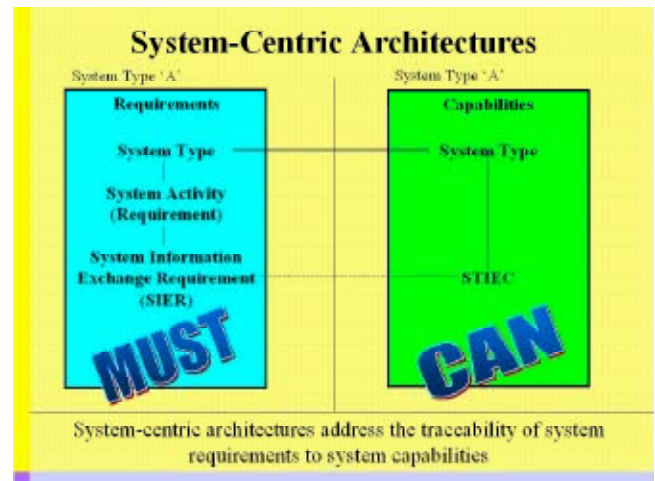 System-Centric Architectures
System Type 'A'
Requirements
System Type
System Activity
(Requirement)
System Information
Exchange Requirement
(SIER)
MUST
System Type 'A'
Capabilities
System Type
STIEC
CAN
System-centric architectures address the traceability of system
requirements to system capabilities